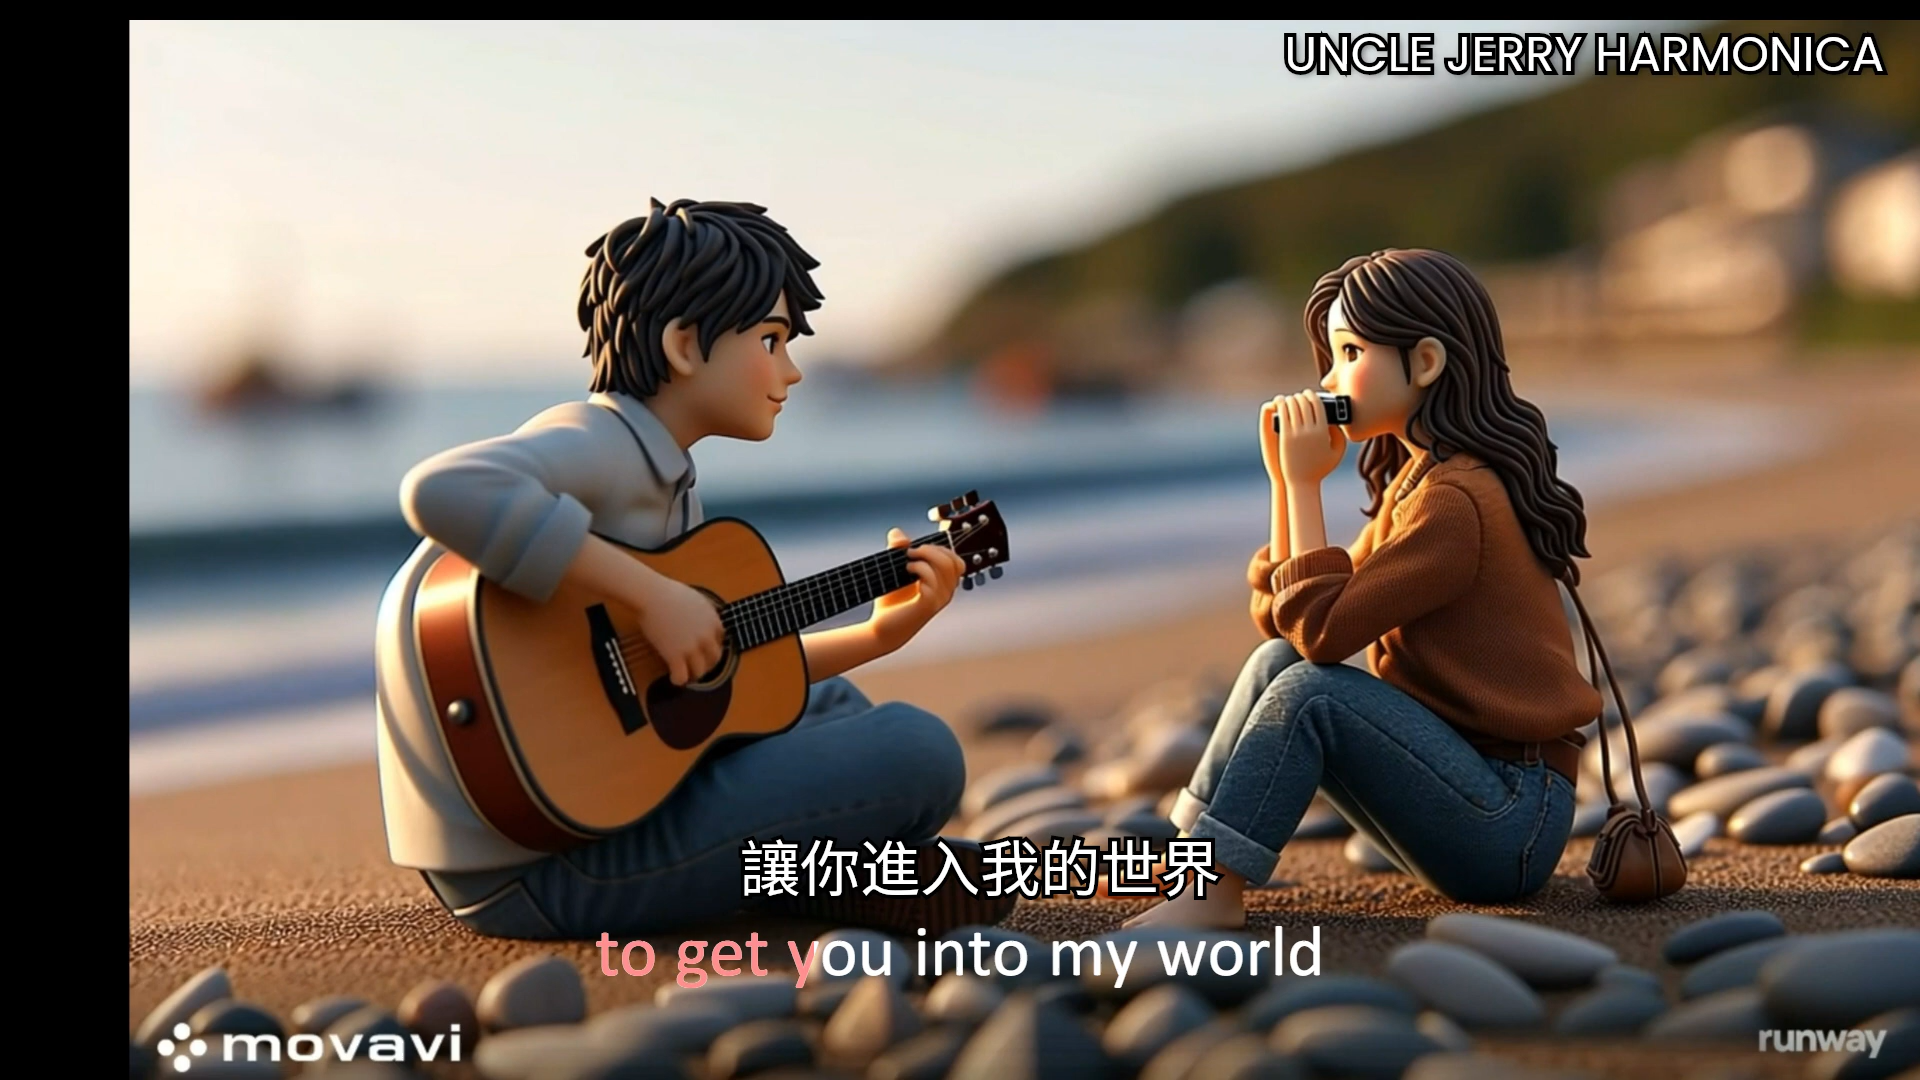 UNCLE JERRY HARMONICA
讓你進入我的世界
to get you into my world
movavi
runway